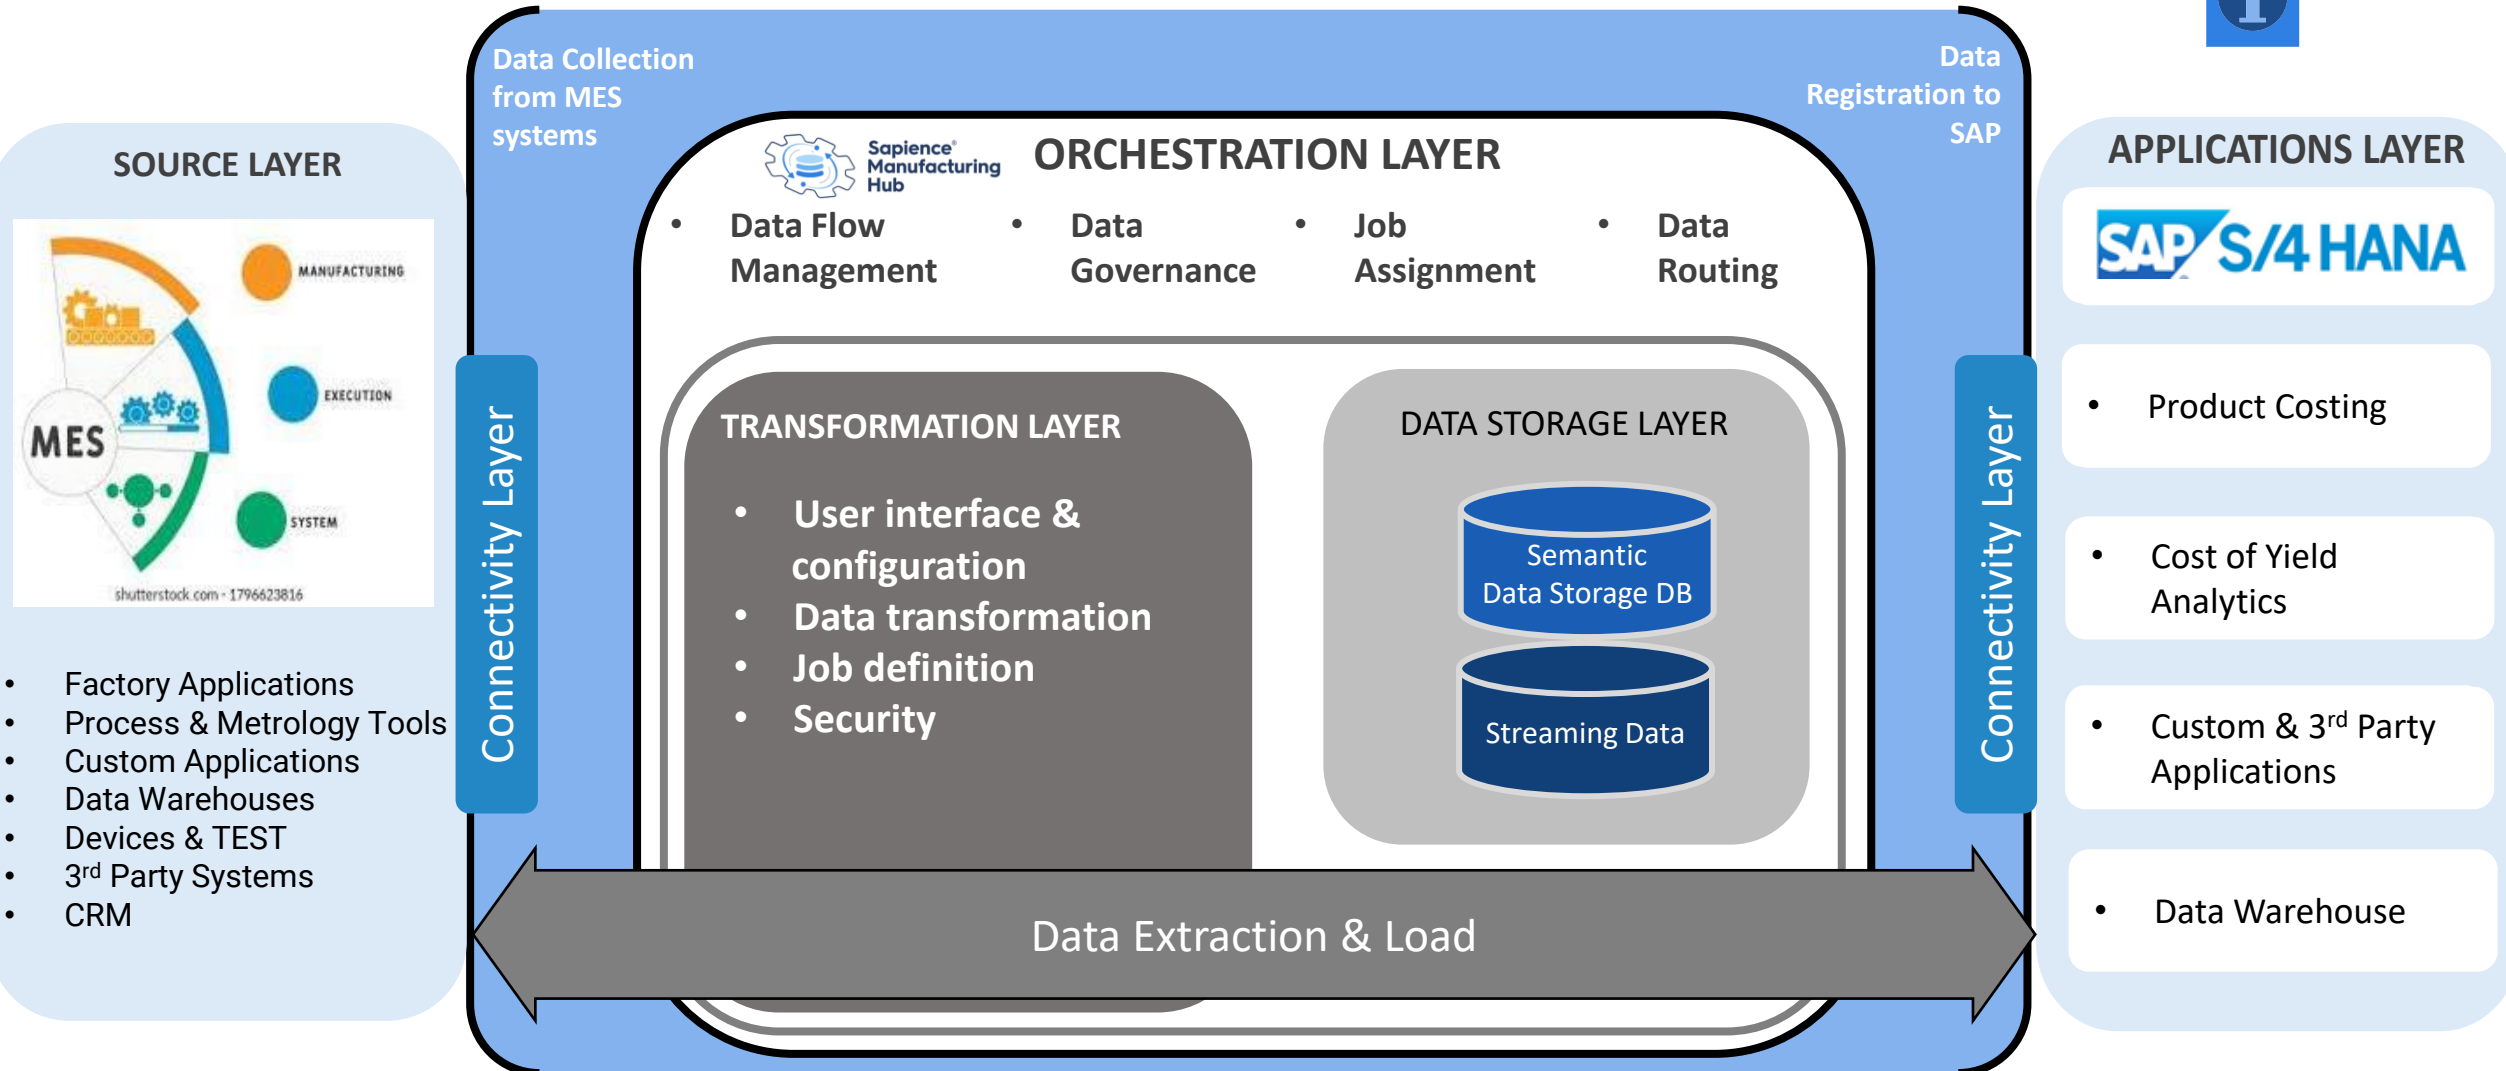 Data Collection
from MES
systems
Data
Registration to
SAP
SOURCE LAYER
MANUFACTURING
EXECUTION
MES
SYSTEM
shutterstock.com · 1796623816
• Factory Applications
• Process & Metrology Tools
• Custom Applications
• Data Warehouses
• Devices & TEST
• 3rd Party Systems
• CRM
Connectivity Layer
Sapience®
Manufacturing
Hub
ORCHESTRATION LAYER
• Data Flow
Management
• Data
Governance
• Job
Assignment
• Data
Routing
TRANSFORMATION LAYER
• User interface &
configuration
• Data transformation
• Job definition
• Security
DATA STORAGE LAYER
Semantic
Data Storage DB
Streaming Data
Data Extraction & Load
Connectivity Layer
APPLICATIONS LAYER
SAP S/4 HANA
• Product Costing
• Cost of Yield
Analytics
• Custom & 3rd Party
Applications
• Data Warehouse